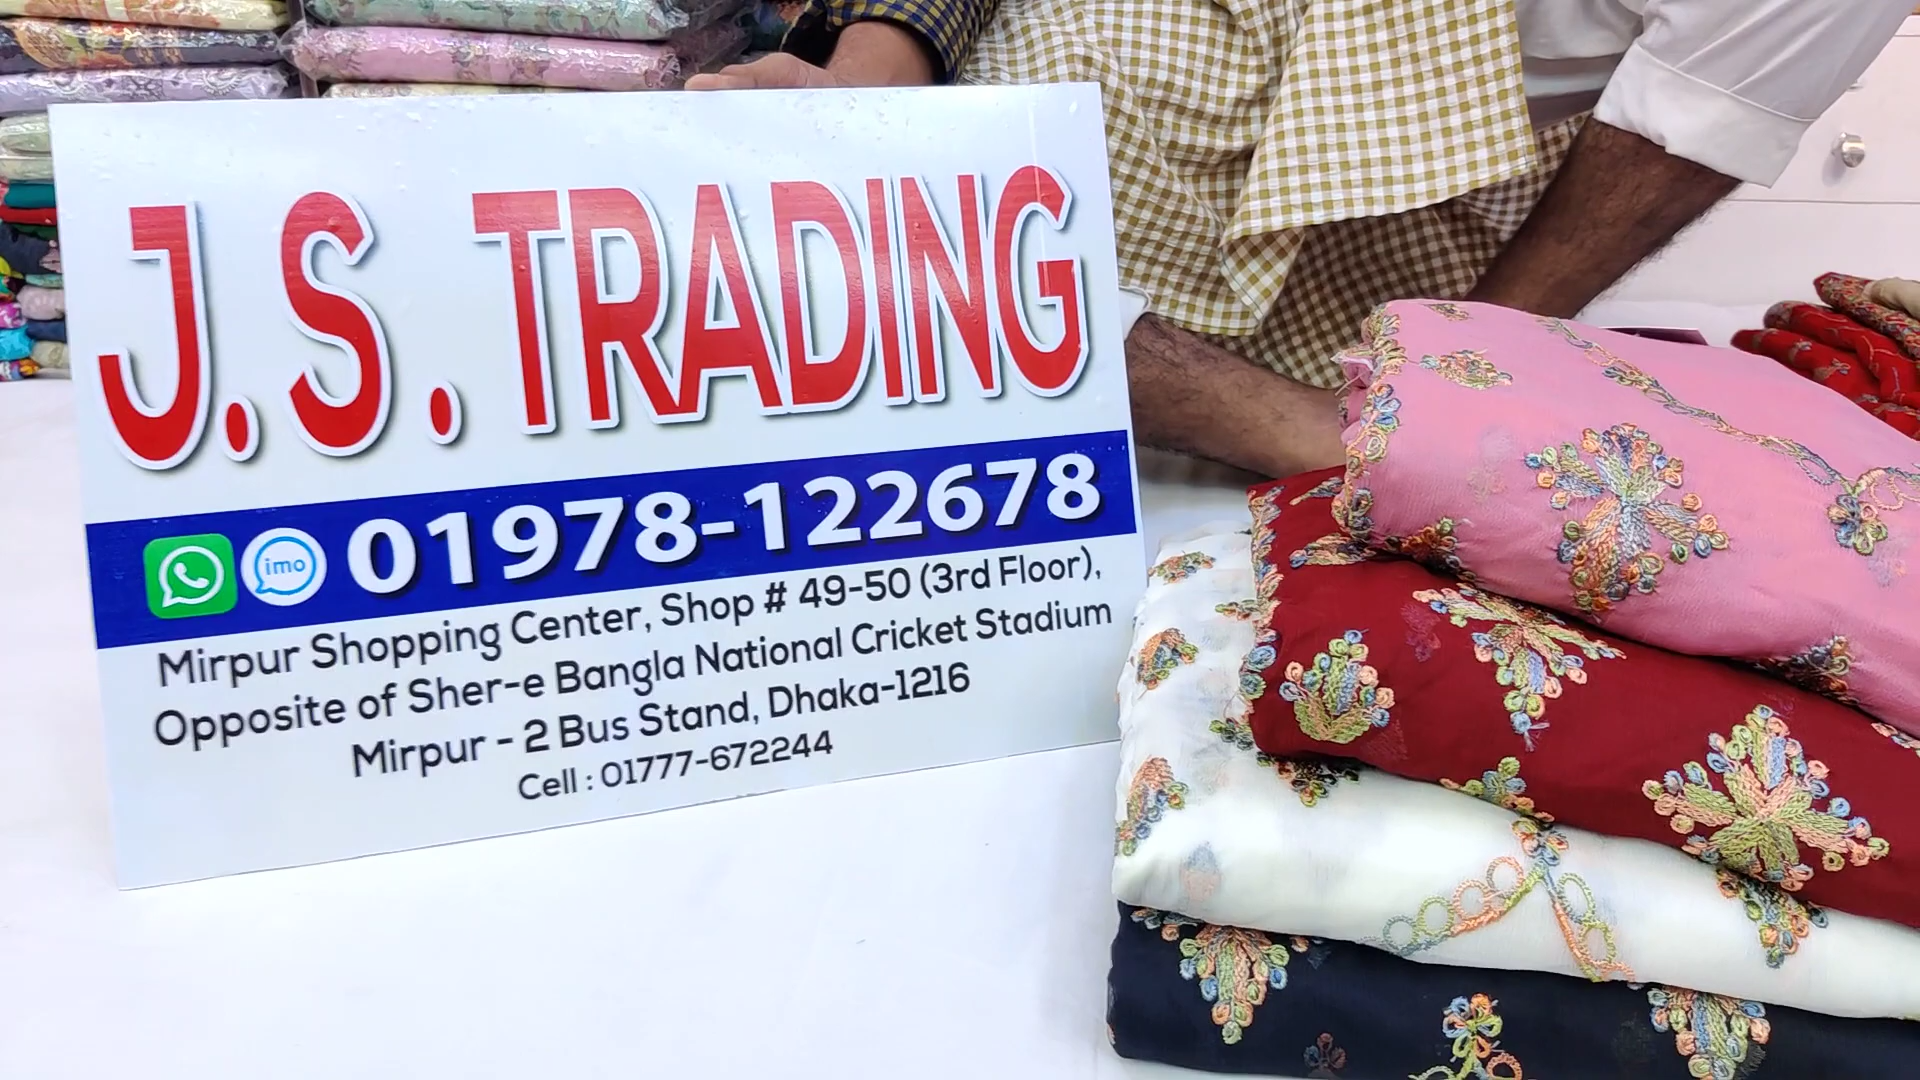 J.S. TRADING
imo 01978-122678
Mirpur Shopping Center, Shop # 49-50 (3rd Floor),
Opposite of Sher-e Bangla National Cricket Stadium
Mirpur - 2 Bus Stand, Dhaka-1216
Cell : 01777-672244